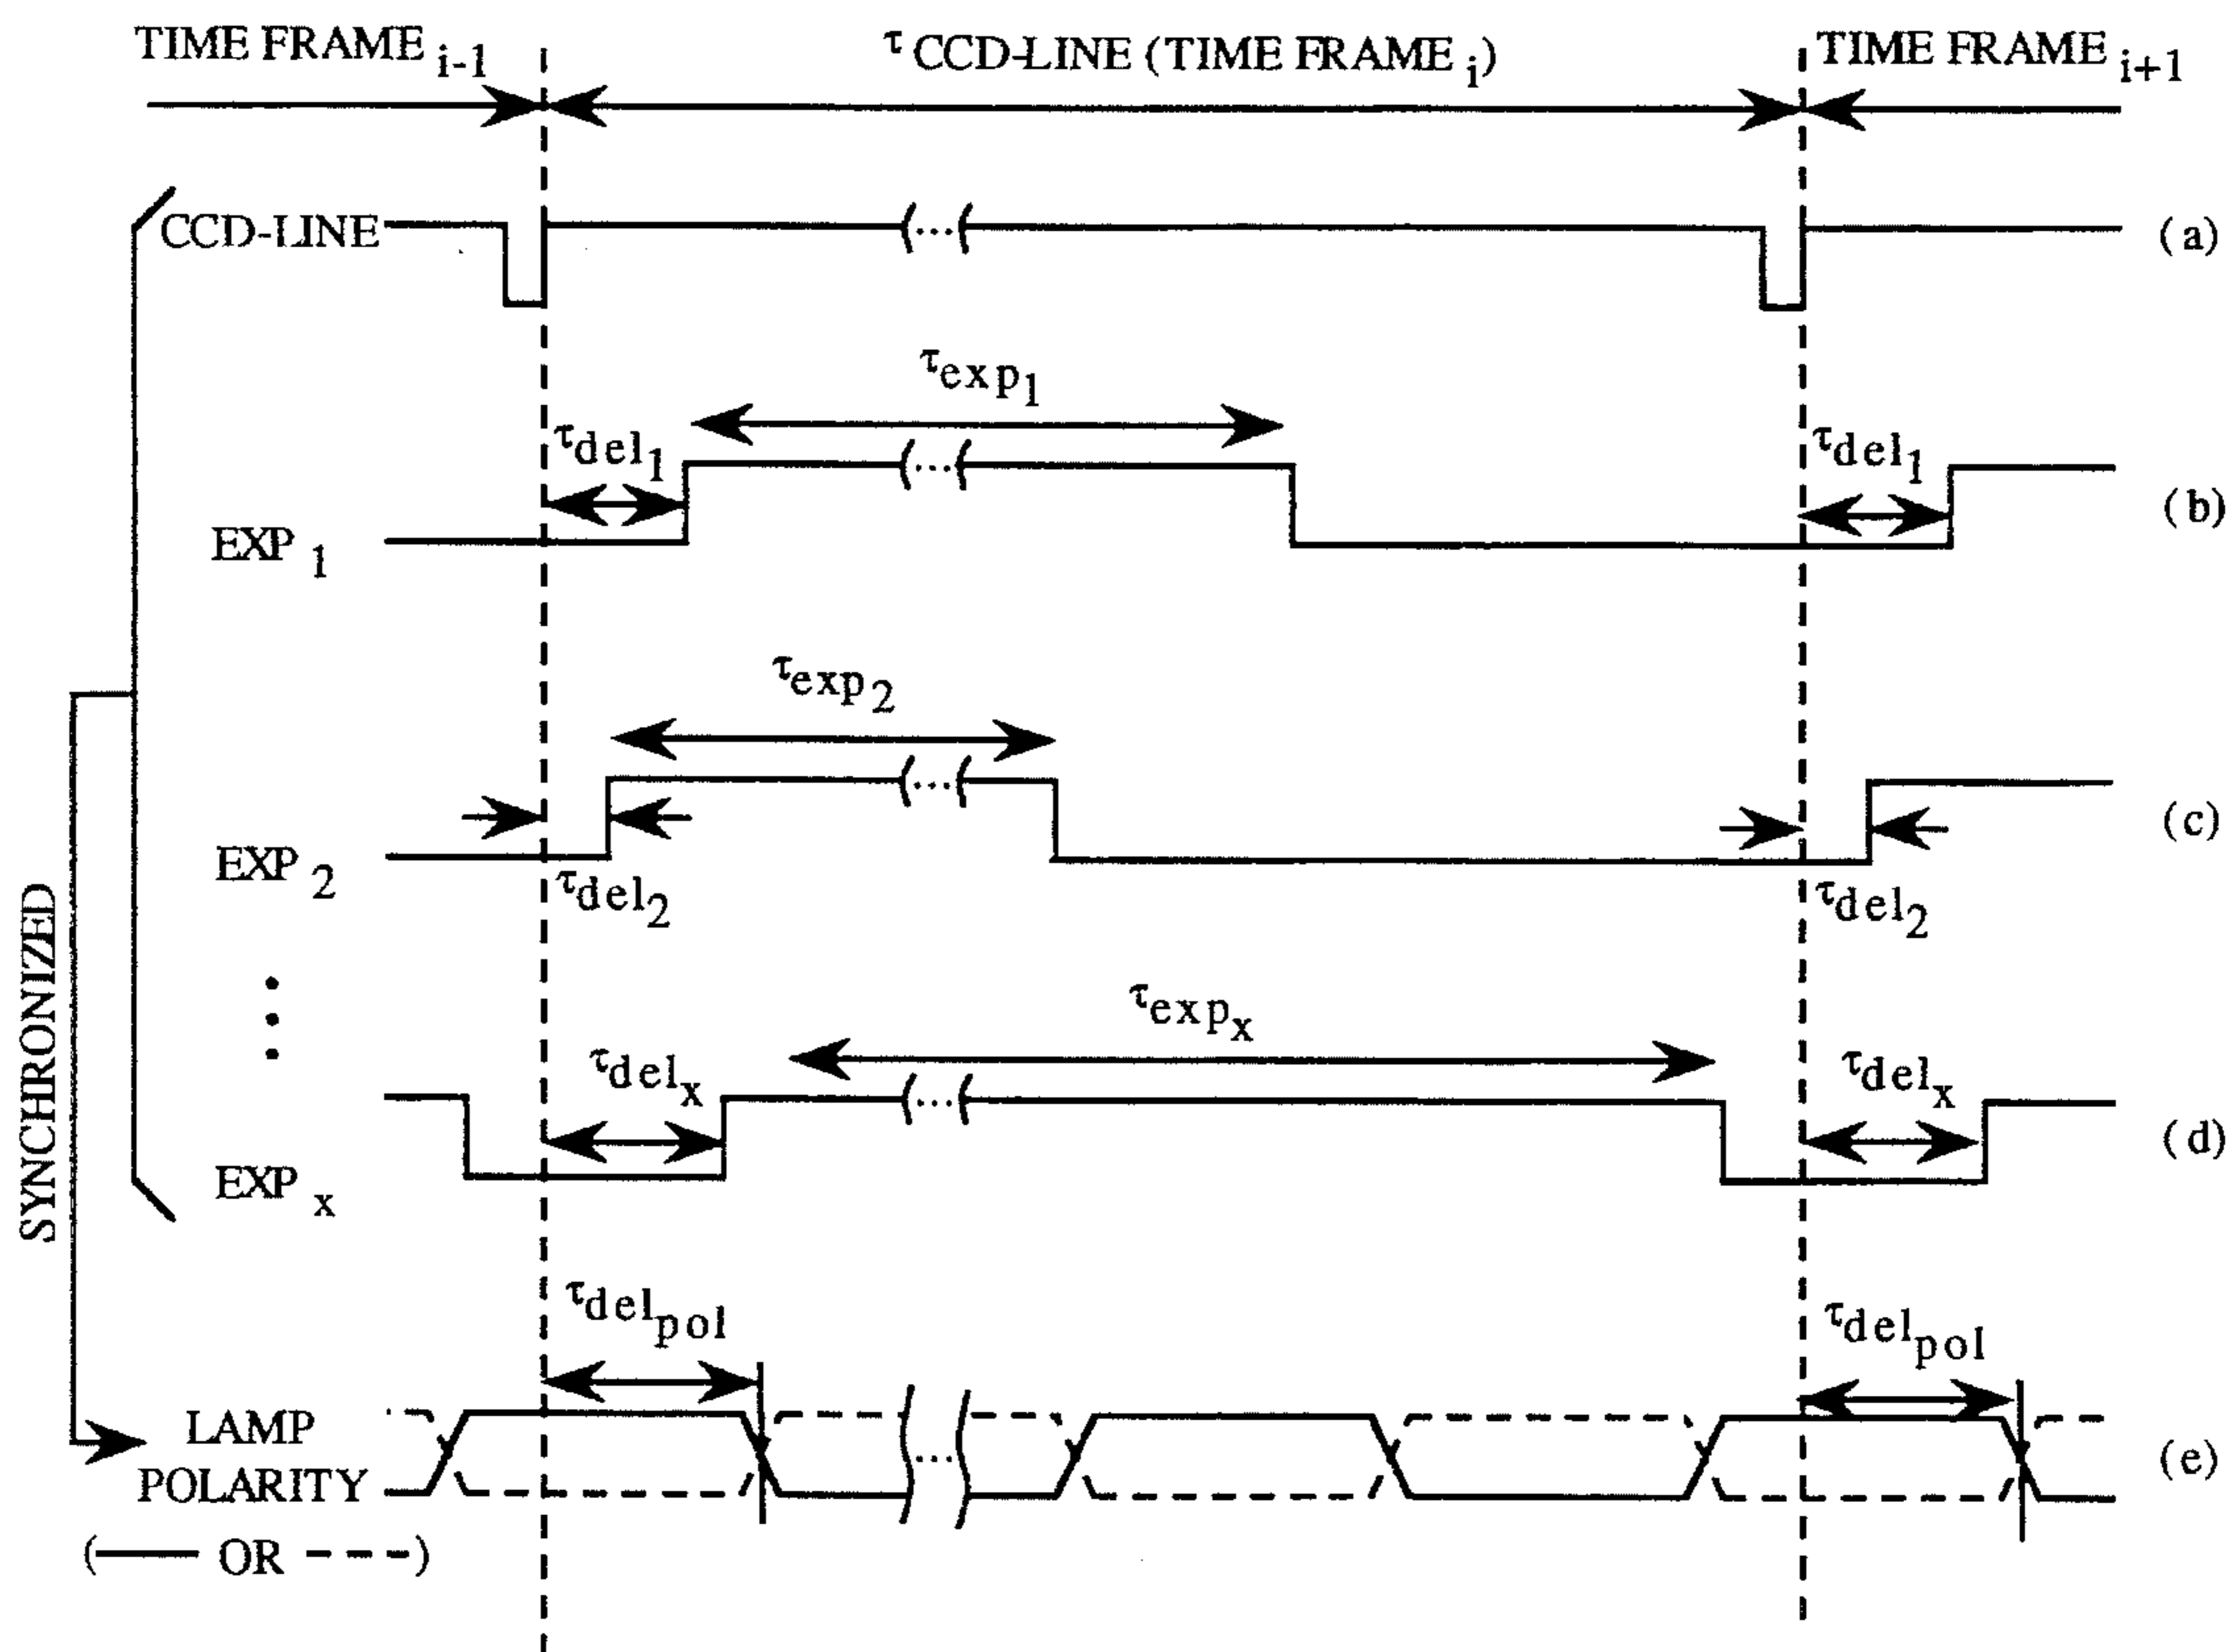 TIME FRAME i-1
τ CCD-LINE (TIME FRAME i)
TIME FRAME i+1
CCD-LINE
(...(
(a)
τexp1
τdel1
τdel1
(...(
EXP 1
(b)
τexp2
(...(
EXP 2
τdel2
τdel2
(c)
τexpx
τdelx
τdelx
(...(
EXP x
(d)
SYNCHRONIZED
τdelpol
τdelpol
LAMP
POLARITY
(...(
(e)
(—— OR - - - -)